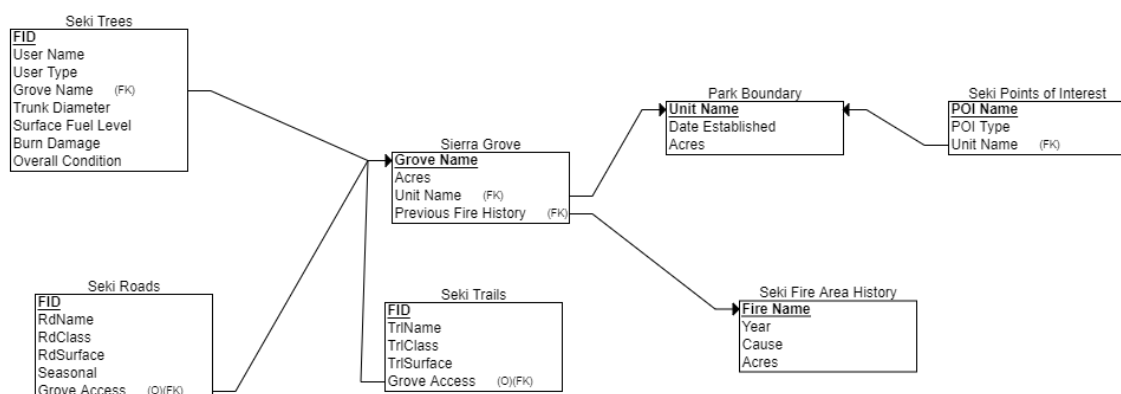 Seki Trees
FID
User Name
User Type
Grove Name (FK)
Trunk Diameter
Surface Fuel Level
Burn Damage
Overall Condition
Sierra Grove
Grove Name
Acres
Unit Name (FK)
Previous Fire History (FK)
Park Boundary
Unit Name
Date Established
Acres
Seki Points of Interest
POI Name
POI Type
Unit Name (FK)
Seki Roads
FID
RdName
RdClass
RdSurface
Seasonal
Grove Access (O)(FK)
Seki Trails
FID
TrlName
TrlClass
TrlSurface
Grove Access (O)(FK)
Seki Fire Area History
Fire Name
Year
Cause
Acres